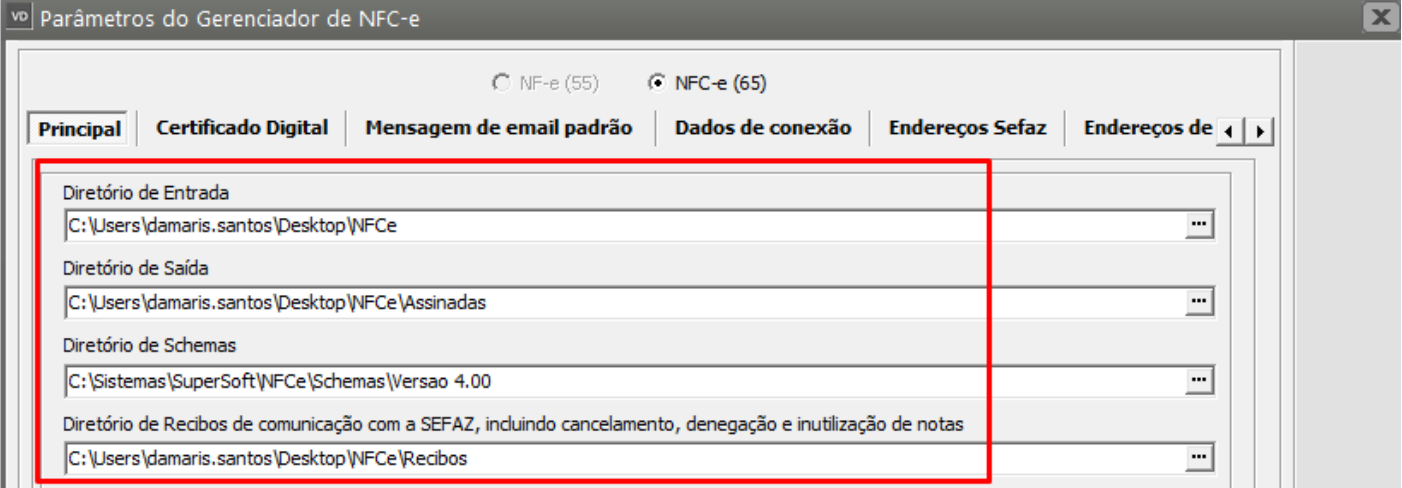 VD Parâmetros do Gerenciador de NFC-e
NF-e (55) NFC-e (65)
Principal Certificado Digital Mensagem de email padrão Dados de conexão Endereços Sefaz Endereços de
Diretório de Entrada
C:\Users\damaris.santos\Desktop\NFCe
Diretório de Saída
C:\Users\damaris.santos\Desktop\NFCe\Assinadas
Diretório de Schemas
C:\Sistemas\SuperSoft\NFCe\Schemas\Versao 4.00
Diretório de Recibos de comunicação com a SEFAZ, incluindo cancelamento, denegação e inutilização de notas
C:\Users\damaris.santos\Desktop\NFCe\Recibos